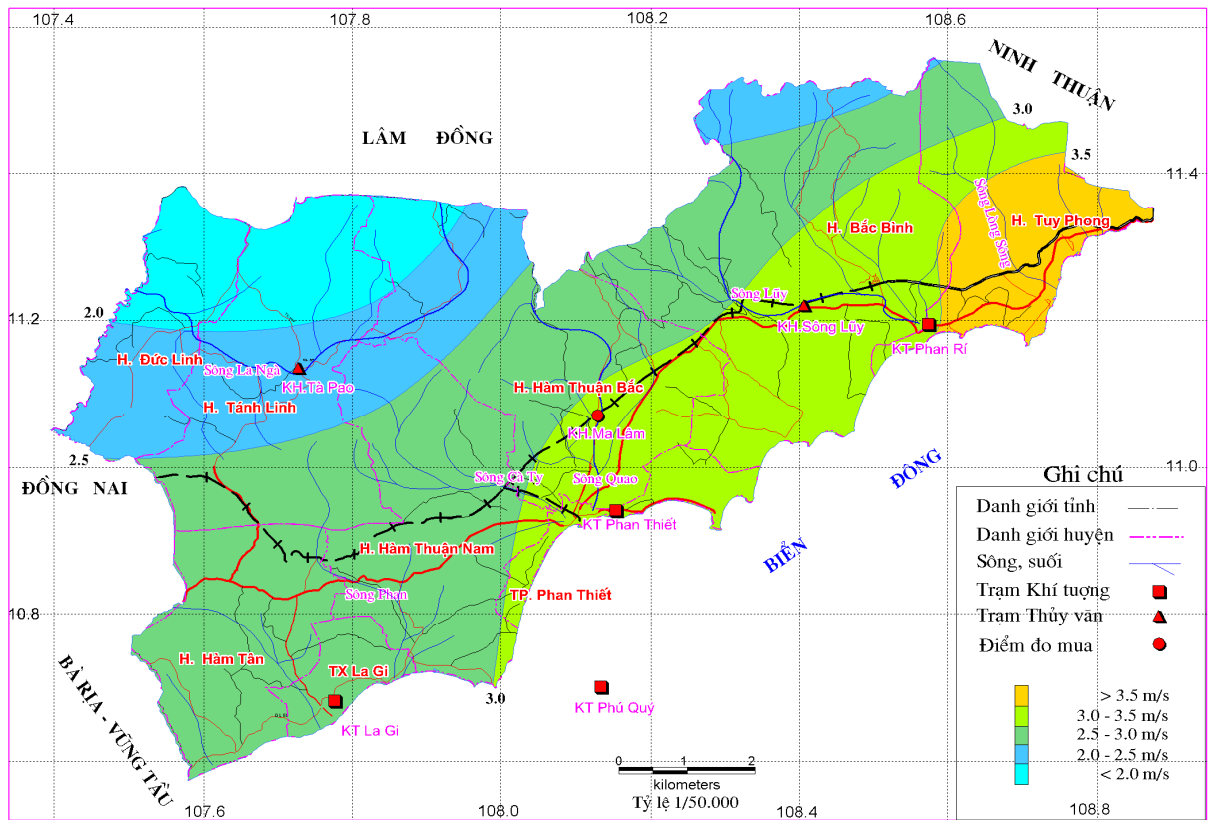 107.4
107.8
108.2
108.6
NINH THUẬN
3.0
LÂM ĐỒNG
3.5
11.4
Sông Lòng Sông
H. Tuy Phong
H. Bắc Bình
Sông Lũy
2.0
11.2
KH.Sông Lũy
KT Phan Rí
H. Đức Linh
Sông La Ngà
KH.Tà Pao
H. Hàm Thuận Bắc
H. Tánh Linh
KH.Ma Lâm
2.5
ĐỒNG NAI
Sông Cà Ty
Sông Quao
ĐÔNG
11.0
KT Phan Thiết
BIỂN
H. Hàm Thuận Nam
Sông Phan
TP. Phan Thiết
10.8
H. Hàm Tân
TX La Gi
3.0
KT La Gi
KT Phú Quý
BÀ RỊA - VŨNG TÂU
Ghi chú
Danh giới tỉnh
Danh giới huyện
Sông, suối
Trạm Khí tuợng
Trạm Thủy văn
Điểm đo mua
> 3.5 m/s
3.0 - 3.5 m/s
2.5 - 3.0 m/s
2.0 - 2.5 m/s
< 2.0 m/s
0 1 2
kilometers
Tỷ lệ 1/50.000
107.6
108.0
108.4
108.8